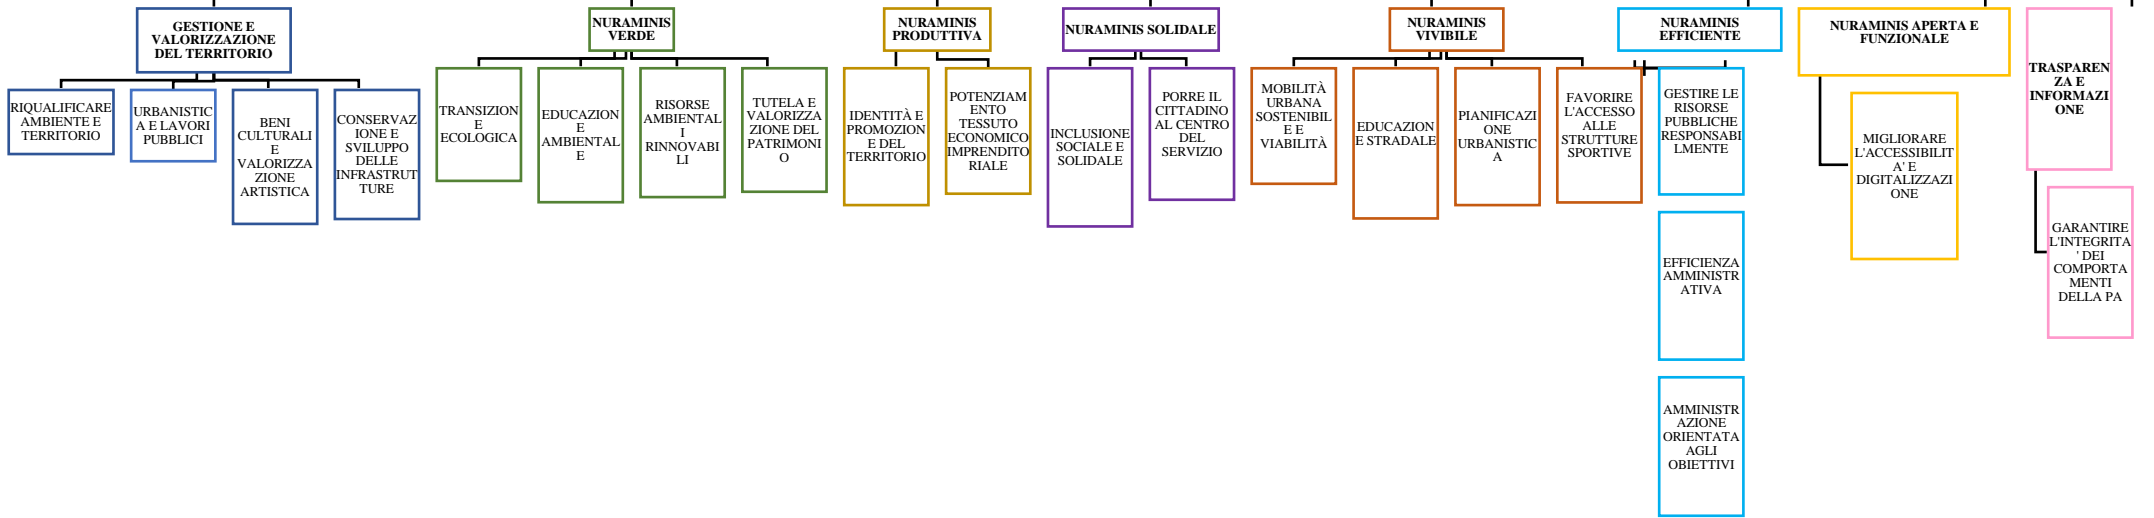 GESTIONE E
VALORIZZAZIONE
DEL TERRITORIO
RIQUALIFICARE
AMBIENTE E
TERRITORIO
URBANISTIC
A E LAVORI
PUBBLICI
BENI
CULTURALI
E
VALORIZZA
ZIONE
ARTISTICA
CONSERVAZ
IONE E
SVILUPPO
DELLE
INFRASTRUT
TURE
NURAMINIS
VERDE
TRANSIZION
E
ECOLOGICA
EDUCAZION
E
AMBIENTAL
E
RISORSE
AMBIENTAL
I
RINNOVABI
LI
TUTELA E
VALORIZZA
ZIONE DEL
PATRIMONI
O
NURAMINIS
PRODUTTIVA
IDENTITÀ E
PROMOZION
E DEL
TERRITORIO
POTENZIAM
ENTO
TESSUTO
ECONOMICO
IMPRENDITO
RIALE
NURAMINIS SOLIDALE
INCLUSIONE
SOCIALE E
SOLIDALE
PORRE IL
CITTADINO
AL CENTRO
DEL
SERVIZIO
NURAMINIS
VIVIBILE
MOBILITÀ
URBANA
SOSTENIBIL
E E
VIABILITÀ
EDUCAZION
E STRADALE
PIANIFICAZI
ONE
URBANISTIC
A
FAVORIRE
L'ACCESSO
ALLE
STRUTTURE
SPORTIVE
NURAMINIS
EFFICIENTE
GESTIRE LE
RISORSE
PUBBLICHE
RESPONSABI
LMENTE
EFFICIENZA
AMMINISTR
ATIVA
AMMINISTR
AZIONE
ORIENTATA
AGLI
OBIETTIVI
NURAMINIS APERTA E
FUNZIONALE
MIGLIORARE
L'ACCESSIBILIT
A' E
DIGITALIZZAZI
ONE
TRASPAREN
ZA E
INFORMAZI
ONE
GARANTIRE
L'INTEGRITA
' DEI
COMPORTA
MENTI
DELLA PA